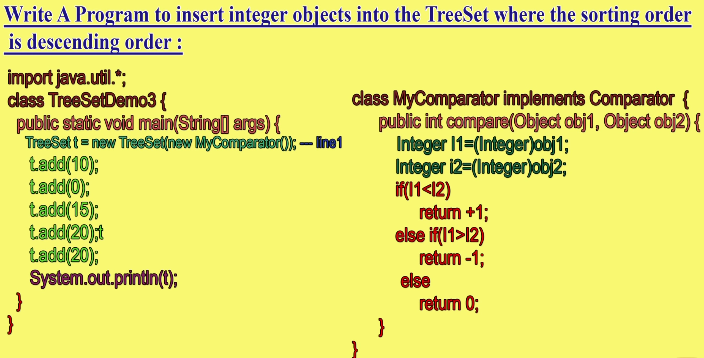 Write A Program to insert integer objects into the TreeSet where the sorting order
is descending order :
import java.util.*;
class TreeSetDemo3 {
public static void main(String[] args) {
TreeSet t = new TreeSet(new MyComparator()); --- line1
t.add(10);
t.add(0);
t.add(15);
t.add(20);t
t.add(20);
System.out.println(t);
}
}
class MyComparator implements Comparator {
public int compare(Object obj1, Object obj2) {
Integer I1=(Integer)obj1;
Integer i2=(Integer)obj2;
if(I1<I2)
return +1;
else if(I1>I2)
return -1;
else
return 0;
}
}